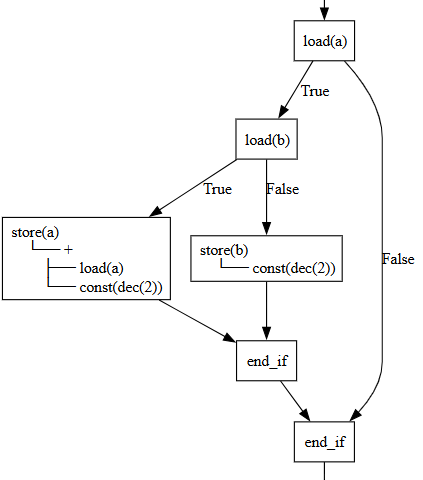 load(a)
True
load(b)
True
False
store(a)
+
load(a)
const(dec(2))
store(b)
const(dec(2))
False
end_if
end_if